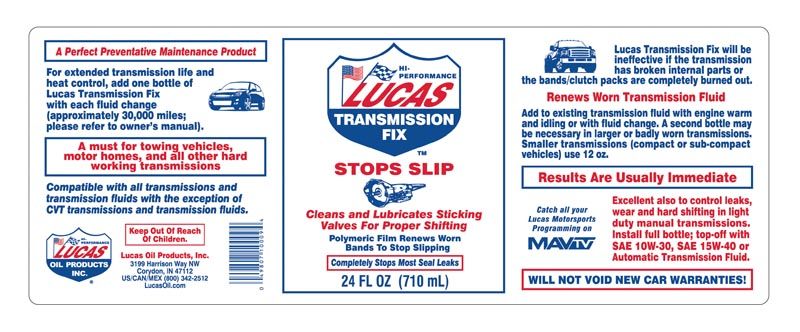 A Perfect Preventative Maintenance Product
For extended transmission life and
heat control, add one bottle of
Lucas Transmission Fix
with each fluid change
(approximately 30,000 miles;
please refer to owner's manual).
A must for towing vehicles,
motor homes, and all other hard
working transmissions
Compatible with all transmissions and
transmission fluids with the exception of
CVT transmissions and transmission fluids.
HI-
PERFORMANCE
LUCAS
OIL PRODUCTS
INC.
®
Keep Out Of Reach
Of Children.
Lucas Oil Products, Inc.
3199 Harrison Way NW
Corydon, IN 47112
US/CAN/MEX (800) 342-2512
LucasOil.com
HI-
PERFORMANCE
LUCAS
TRANSMISSION
FIX
TM
STOPS SLIP
Cleans and Lubricates Sticking
Valves For Proper Shifting
Polymeric Film Renews Worn
Bands To Stop Slipping
Completely Stops Most Seal Leaks
24 FL OZ (710 mL)
Lucas Transmission Fix will be
ineffective if the transmission
has broken internal parts or
the bands/clutch packs are completely burned out.
Renews Worn Transmission Fluid
Add to existing transmission fluid with engine warm
and idling or with fluid change. A second bottle may
be necessary in larger or badly worn transmissions.
Smaller transmissions (compact or sub-compact
vehicles) use 12 oz.
Results Are Usually Immediate
Catch all your
Lucas Motorsports
Programming on
MAVTV
Excellent also to control leaks,
wear and hard shifting in light
duty manual transmissions.
Install full bottle; top-off with
SAE 10W-30, SAE 15W-40 or
Automatic Transmission Fluid.
WILL NOT VOID NEW CAR WARRANTIES!